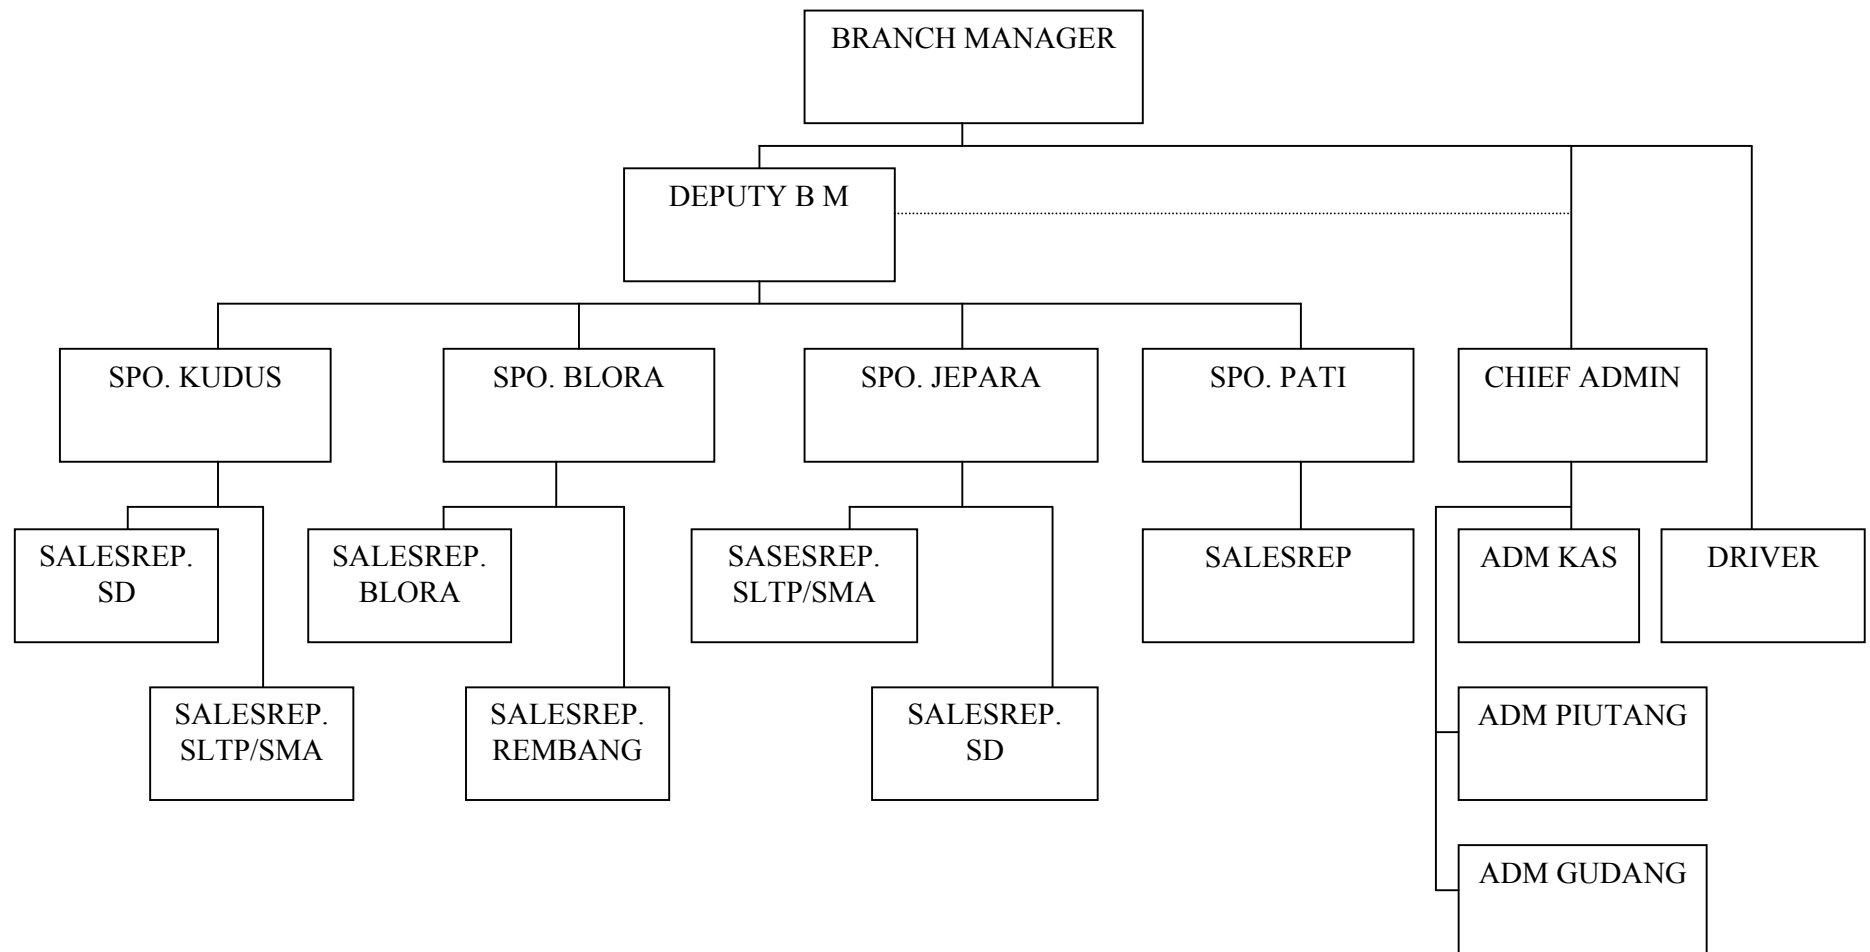 BRANCH MANAGER
DEPUTY B M
SPO. KUDUS
SPO. BLORA
SPO. JEPARA
SPO. PATI
CHIEF ADMIN
SALESREP.
SD
SALESREP.
BLORA
SASESREP.
SLTP/SMA
SALESREP
ADM KAS
DRIVER
SALESREP.
SLTP/SMA
SALESREP.
REMBANG
SALESREP.
SD
ADM PIUTANG
ADM GUDANG